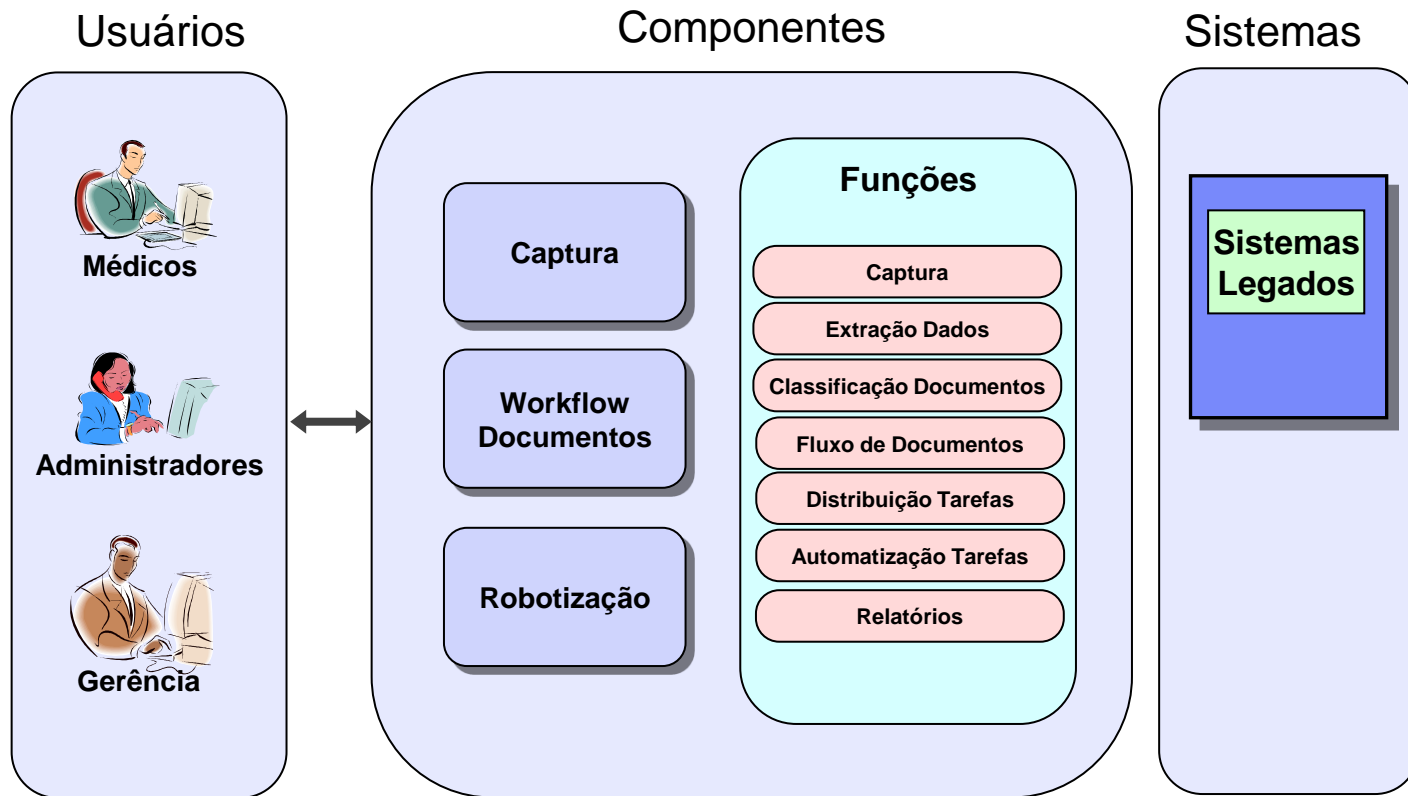 Usuários
Componentes
Sistemas
Médicos
Administradores
Gerência
Captura
Workflow
Documentos
Robotização
Funções
Captura
Extração Dados
Classificação Documentos
Fluxo de Documentos
Distribuição Tarefas
Automatização Tarefas
Relatórios
Sistemas
Legados